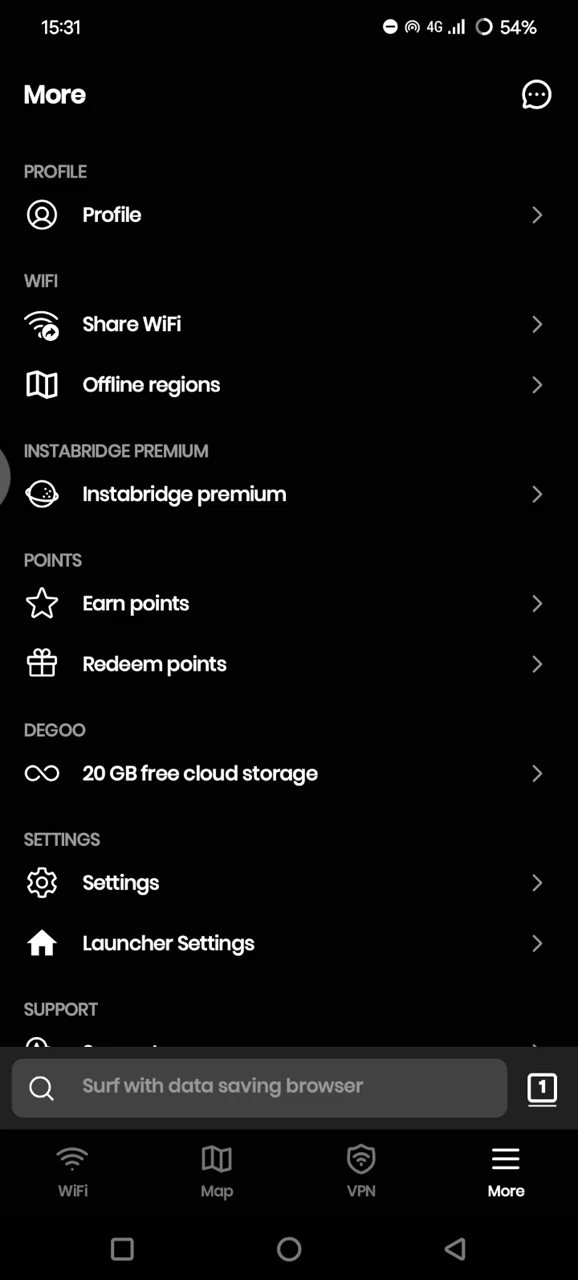 15:31
4G 54%
More
PROFILE
Profile
WIFI
Share WiFi
Offline regions
INSTABRIDGE PREMIUM
Instabridge premium
POINTS
Earn points
Redeem points
DEGOO
20 GB free cloud storage
SETTINGS
Settings
Launcher Settings
SUPPORT
Surf with data saving browser
1
WiFi
Map
VPN
More